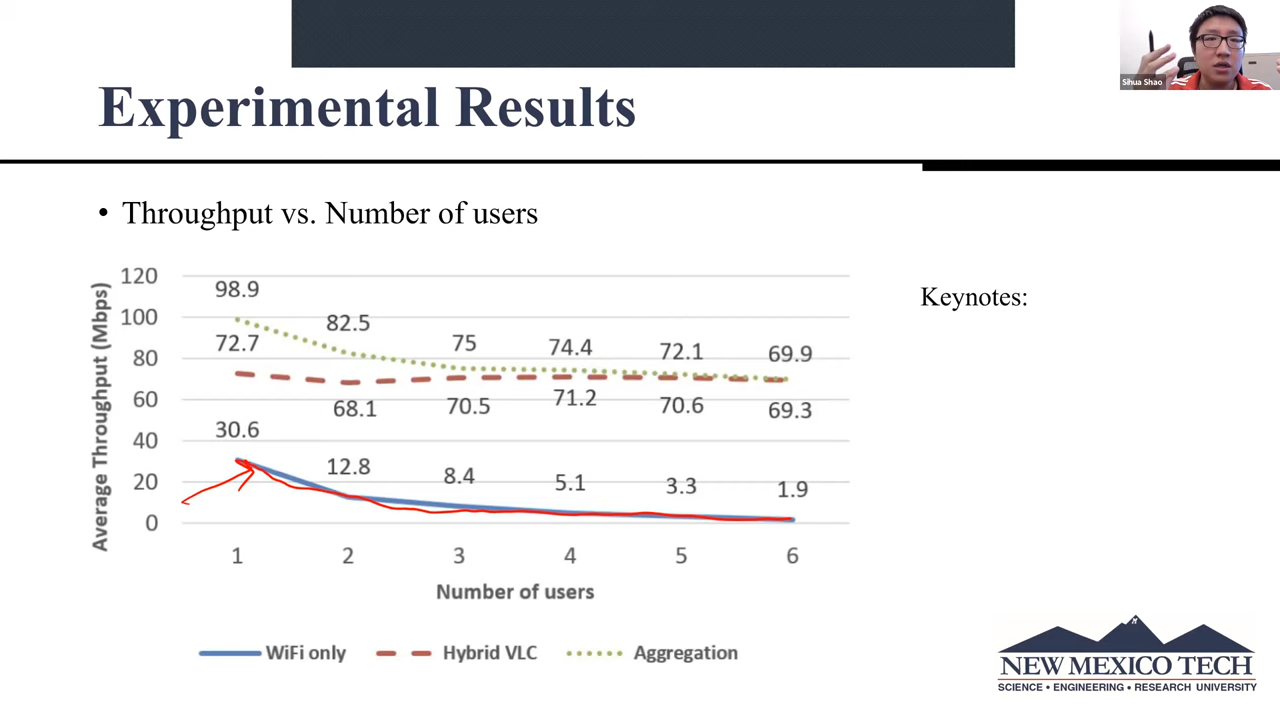 Sihua Shao
Experimental Results
• Throughput vs. Number of users
Keynotes:
Average Throughput (Mbps)
120
100
80
60
40
20
0
98.9
82.5
75
74.4
72.1
69.9
72.7
68.1
70.5
71.2
70.6
69.3
30.6
12.8
8.4
5.1
3.3
1.9
1 2 3 4 5 6
Number of users
WiFi only Hybrid VLC Aggregation
NEW MEXICO TECH
SCIENCE • ENGINEERING • RESEARCH UNIVERSITY